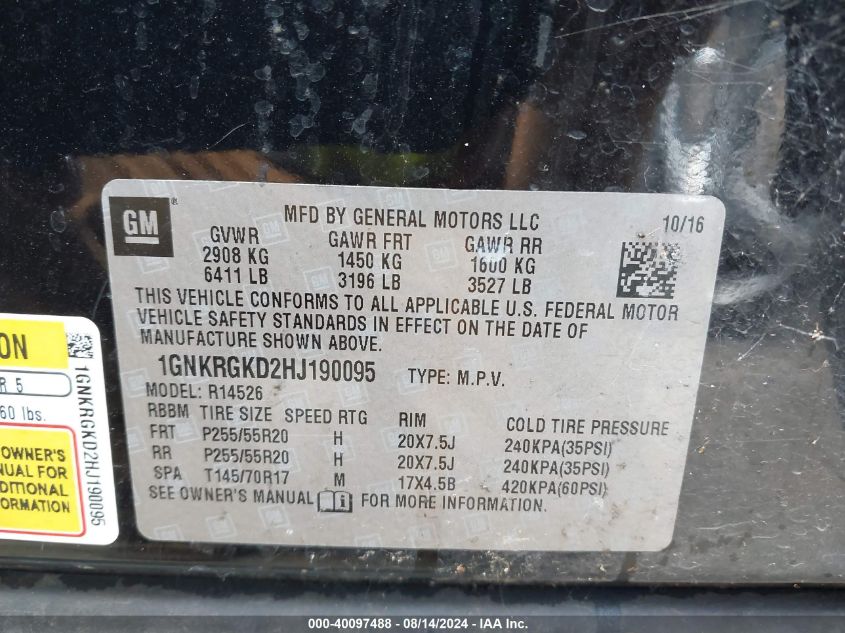 GM
MFD BY GENERAL MOTORS LLC
10/16
GVWR GAWR FRT GAWR RR
2908 KG 1450 KG 1600 KG
6411 LB 3196 LB 3527 LB
THIS VEHICLE CONFORMS TO ALL APPLICABLE U.S. FEDERAL MOTOR
VEHICLE SAFETY STANDARDS IN EFFECT ON THE DATE OF
MANUFACTURE SHOWN ABOVE.
1GNKRGKD2HJ190095 TYPE: M.P.V.
MODEL: R14526
RBBM TIRE SIZE SPEED RTG RIM COLD TIRE PRESSURE
FRT P255/55R20 H 20X7.5J 240KPA(35PSI)
RR P255/55R20 H 20X7.5J 240KPA(35PSI)
SPA T145/70R17 M 17X4.5B 420KPA(60PSI)
SEE OWNER'S MANUAL FOR MORE INFORMATION.
ON
R 5
60 lbs.
OWNER'S
NUAL FOR
DITIONAL
ORMATION
1GNKRGKD2HJ190095
000-40097488 - 08/14/2024 - IAA Inc.